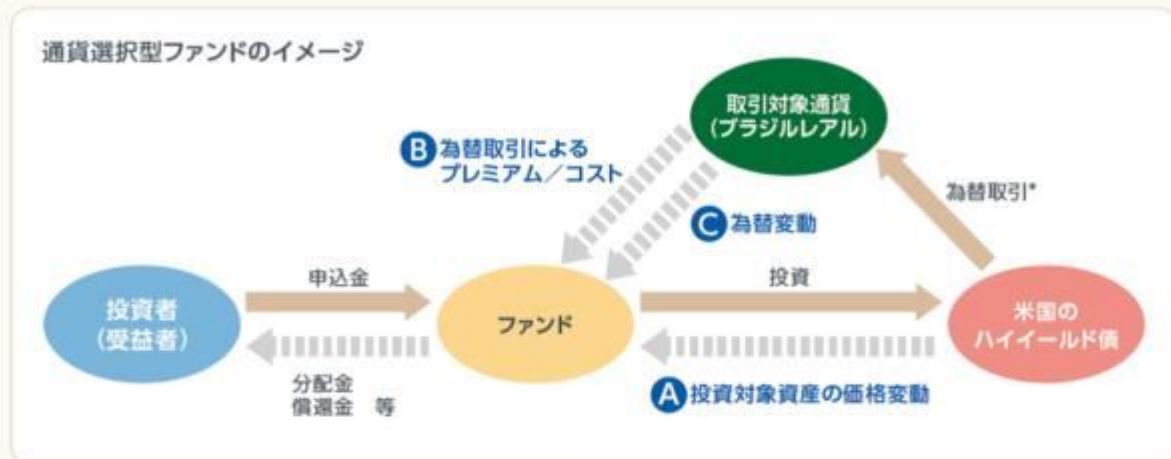 通貨選択型ファンドのイメージ
取引対象通貨
（ブラジルレアル）
B 為替取引による
プレミアム／コスト
為替取引*
C 為替変動
申込金
投資
投資者
（受益者）
ファンド
米国の
ハイイールド債
分配金
償還金　等
A 投資対象資産の価格変動